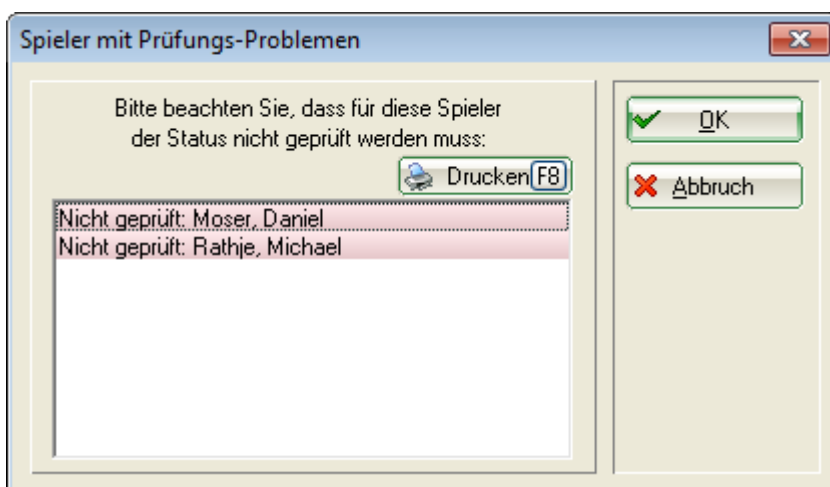 Spieler mit Prüfungs-Problemen
Bitte beachten Sie, dass für diese Spieler
der Status nicht geprüft werden muss:
Drucken F8
Nicht geprüft: Moser, Daniel
Nicht geprüft: Rathje, Michael
OK
Abbruch